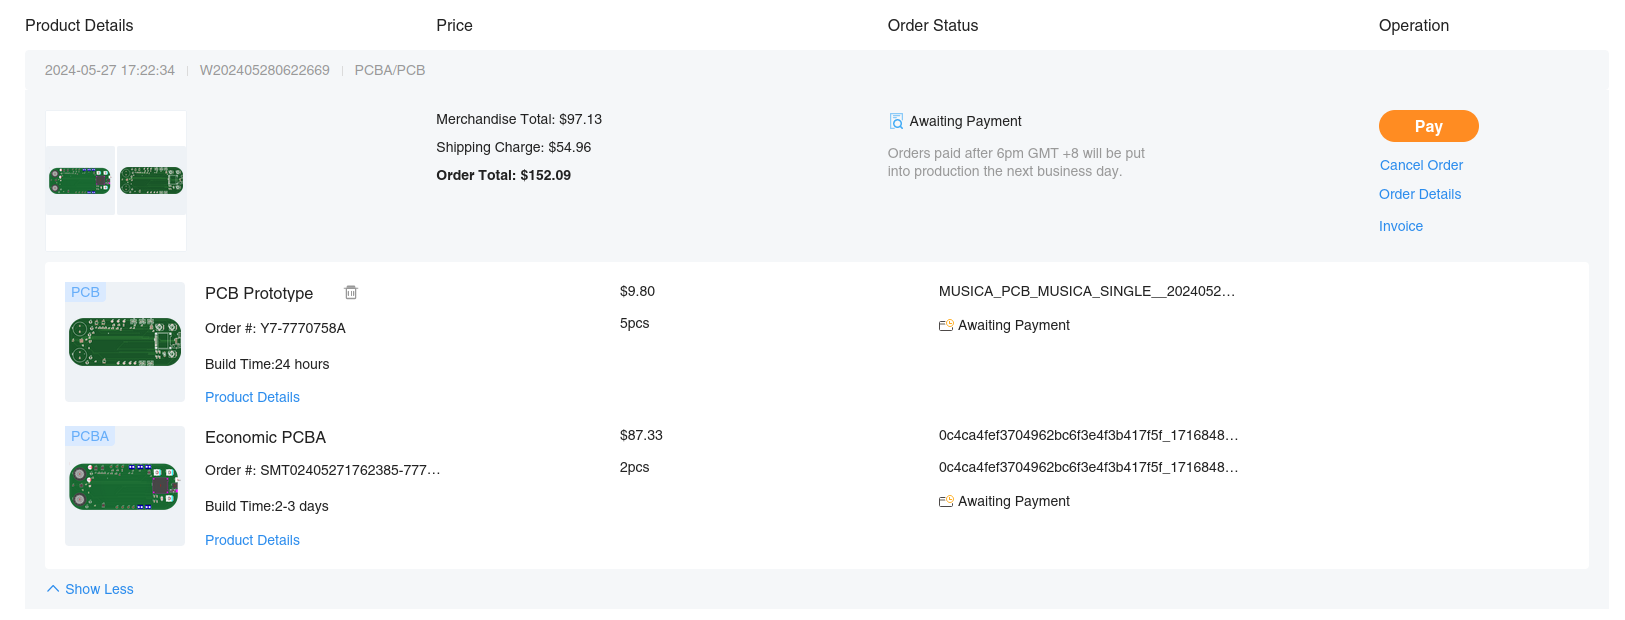 Product Details Price Order Status Operation
2024-05-27 17:22:34 | W202405280622669 | PCBA/PCB
Merchandise Total: $97.13
Shipping Charge: $54.96
Order Total: $152.09
Awaiting Payment
Orders paid after 6pm GMT +8 will be put
into production the next business day.
Pay
Cancel Order
Order Details
Invoice
PCB
PCB Prototype
Order #: Y7-7770758A
Build Time:24 hours
Product Details
$9.80
5pcs
MUSICA_PCB_MUSICA_SINGLE__2024052...
Awaiting Payment
PCBA
Economic PCBA
Order #: SMT02405271762385-777...
Build Time:2-3 days
Product Details
$87.33
2pcs
0c4ca4fef3704962bc6f3e4f3b417f5f_1716848...
0c4ca4fef3704962bc6f3e4f3b417f5f_1716848...
Awaiting Payment
Show Less